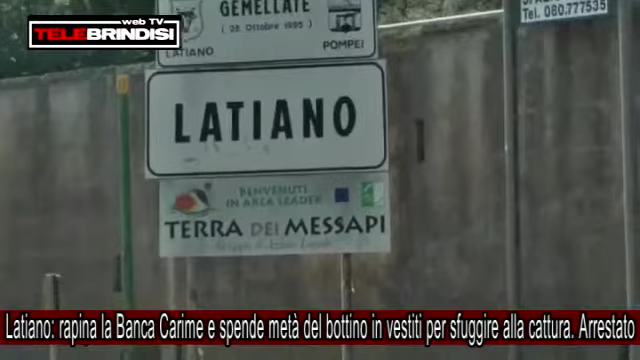 web TV
TELEBRINDISI
GEMELLATE
(28 Ottobre 1995)
LATIANO
POMPEI
Tel. 080.777535
LATIANO
BENVENUTI
IN AREA LEADER
TERRA DEI MESSAPI
Latiano: rapina la Banca Carime e spende metà del bottino in vestiti per sfuggire alla cattura. Arrestato